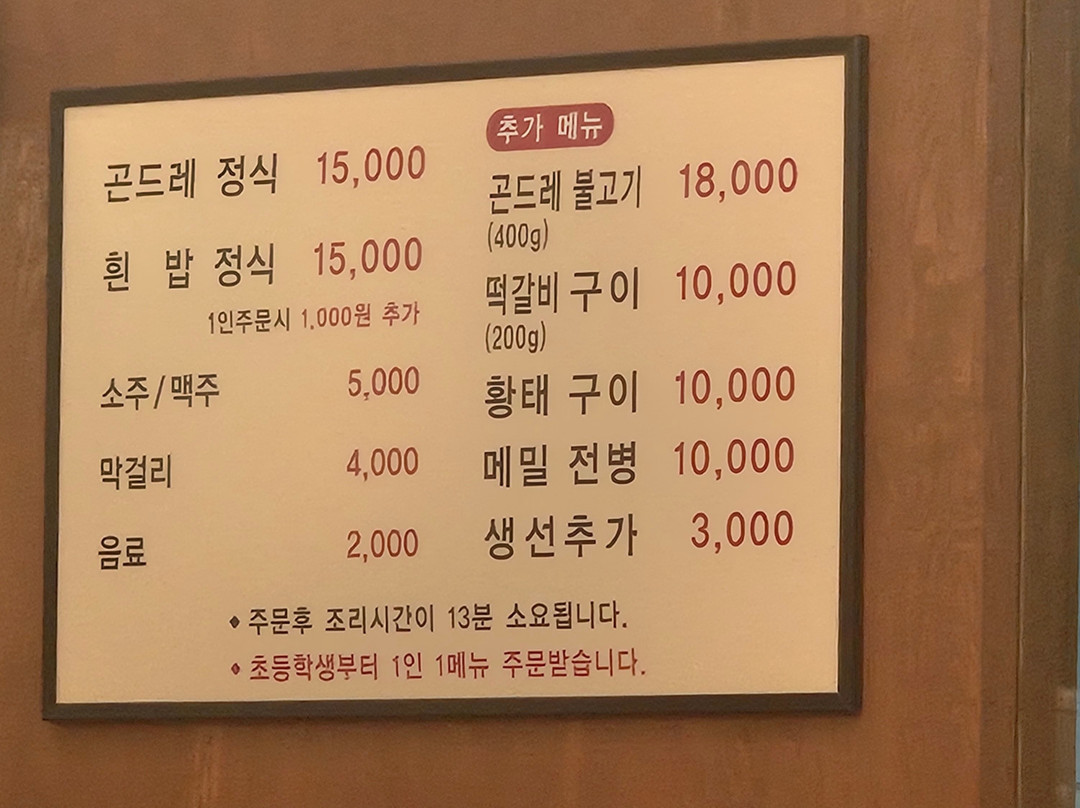 곤드레 정식 15,000
흰 밥 정식 15,000
1인주문시 1,000원 추가
소주/맥주 5,000
막걸리 4,000
음료 2,000
추가 메뉴
곤드레 불고기 18,000
(400g)
떡갈비 구이 10,000
(200g)
황태 구이 10,000
메밀 전병 10,000
생선추가 3,000
• 주문후 조리시간이 13분 소요됩니다.
• 초등학생부터 1인 1메뉴 주문받습니다.